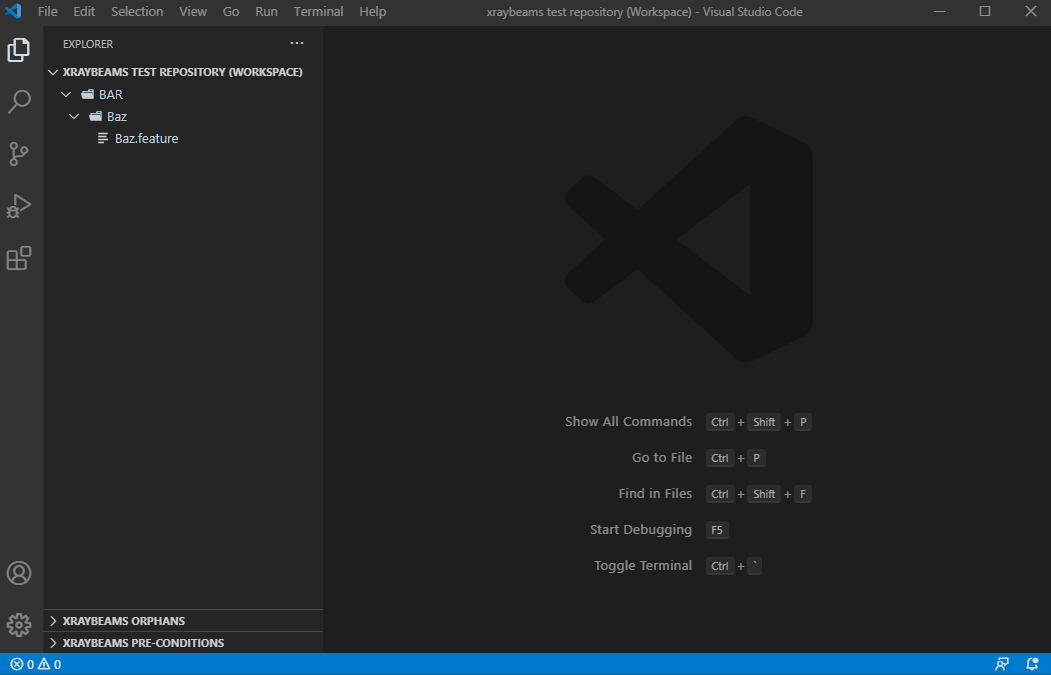 File Edit Selection View Go Run Terminal Help xraybeams test repository (Workspace) - Visual Studio Code
EXPLORER
XRAYBEAMS TEST REPOSITORY (WORKSPACE)
BAR
Baz
Baz.feature
Show All Commands Ctrl + Shift + P
Go to File Ctrl + P
Find in Files Ctrl + Shift + F
Start Debugging F5
Toggle Terminal Ctrl + `
XRAYBEAMS ORPHANS
XRAYBEAMS PRE-CONDITIONS
0 0